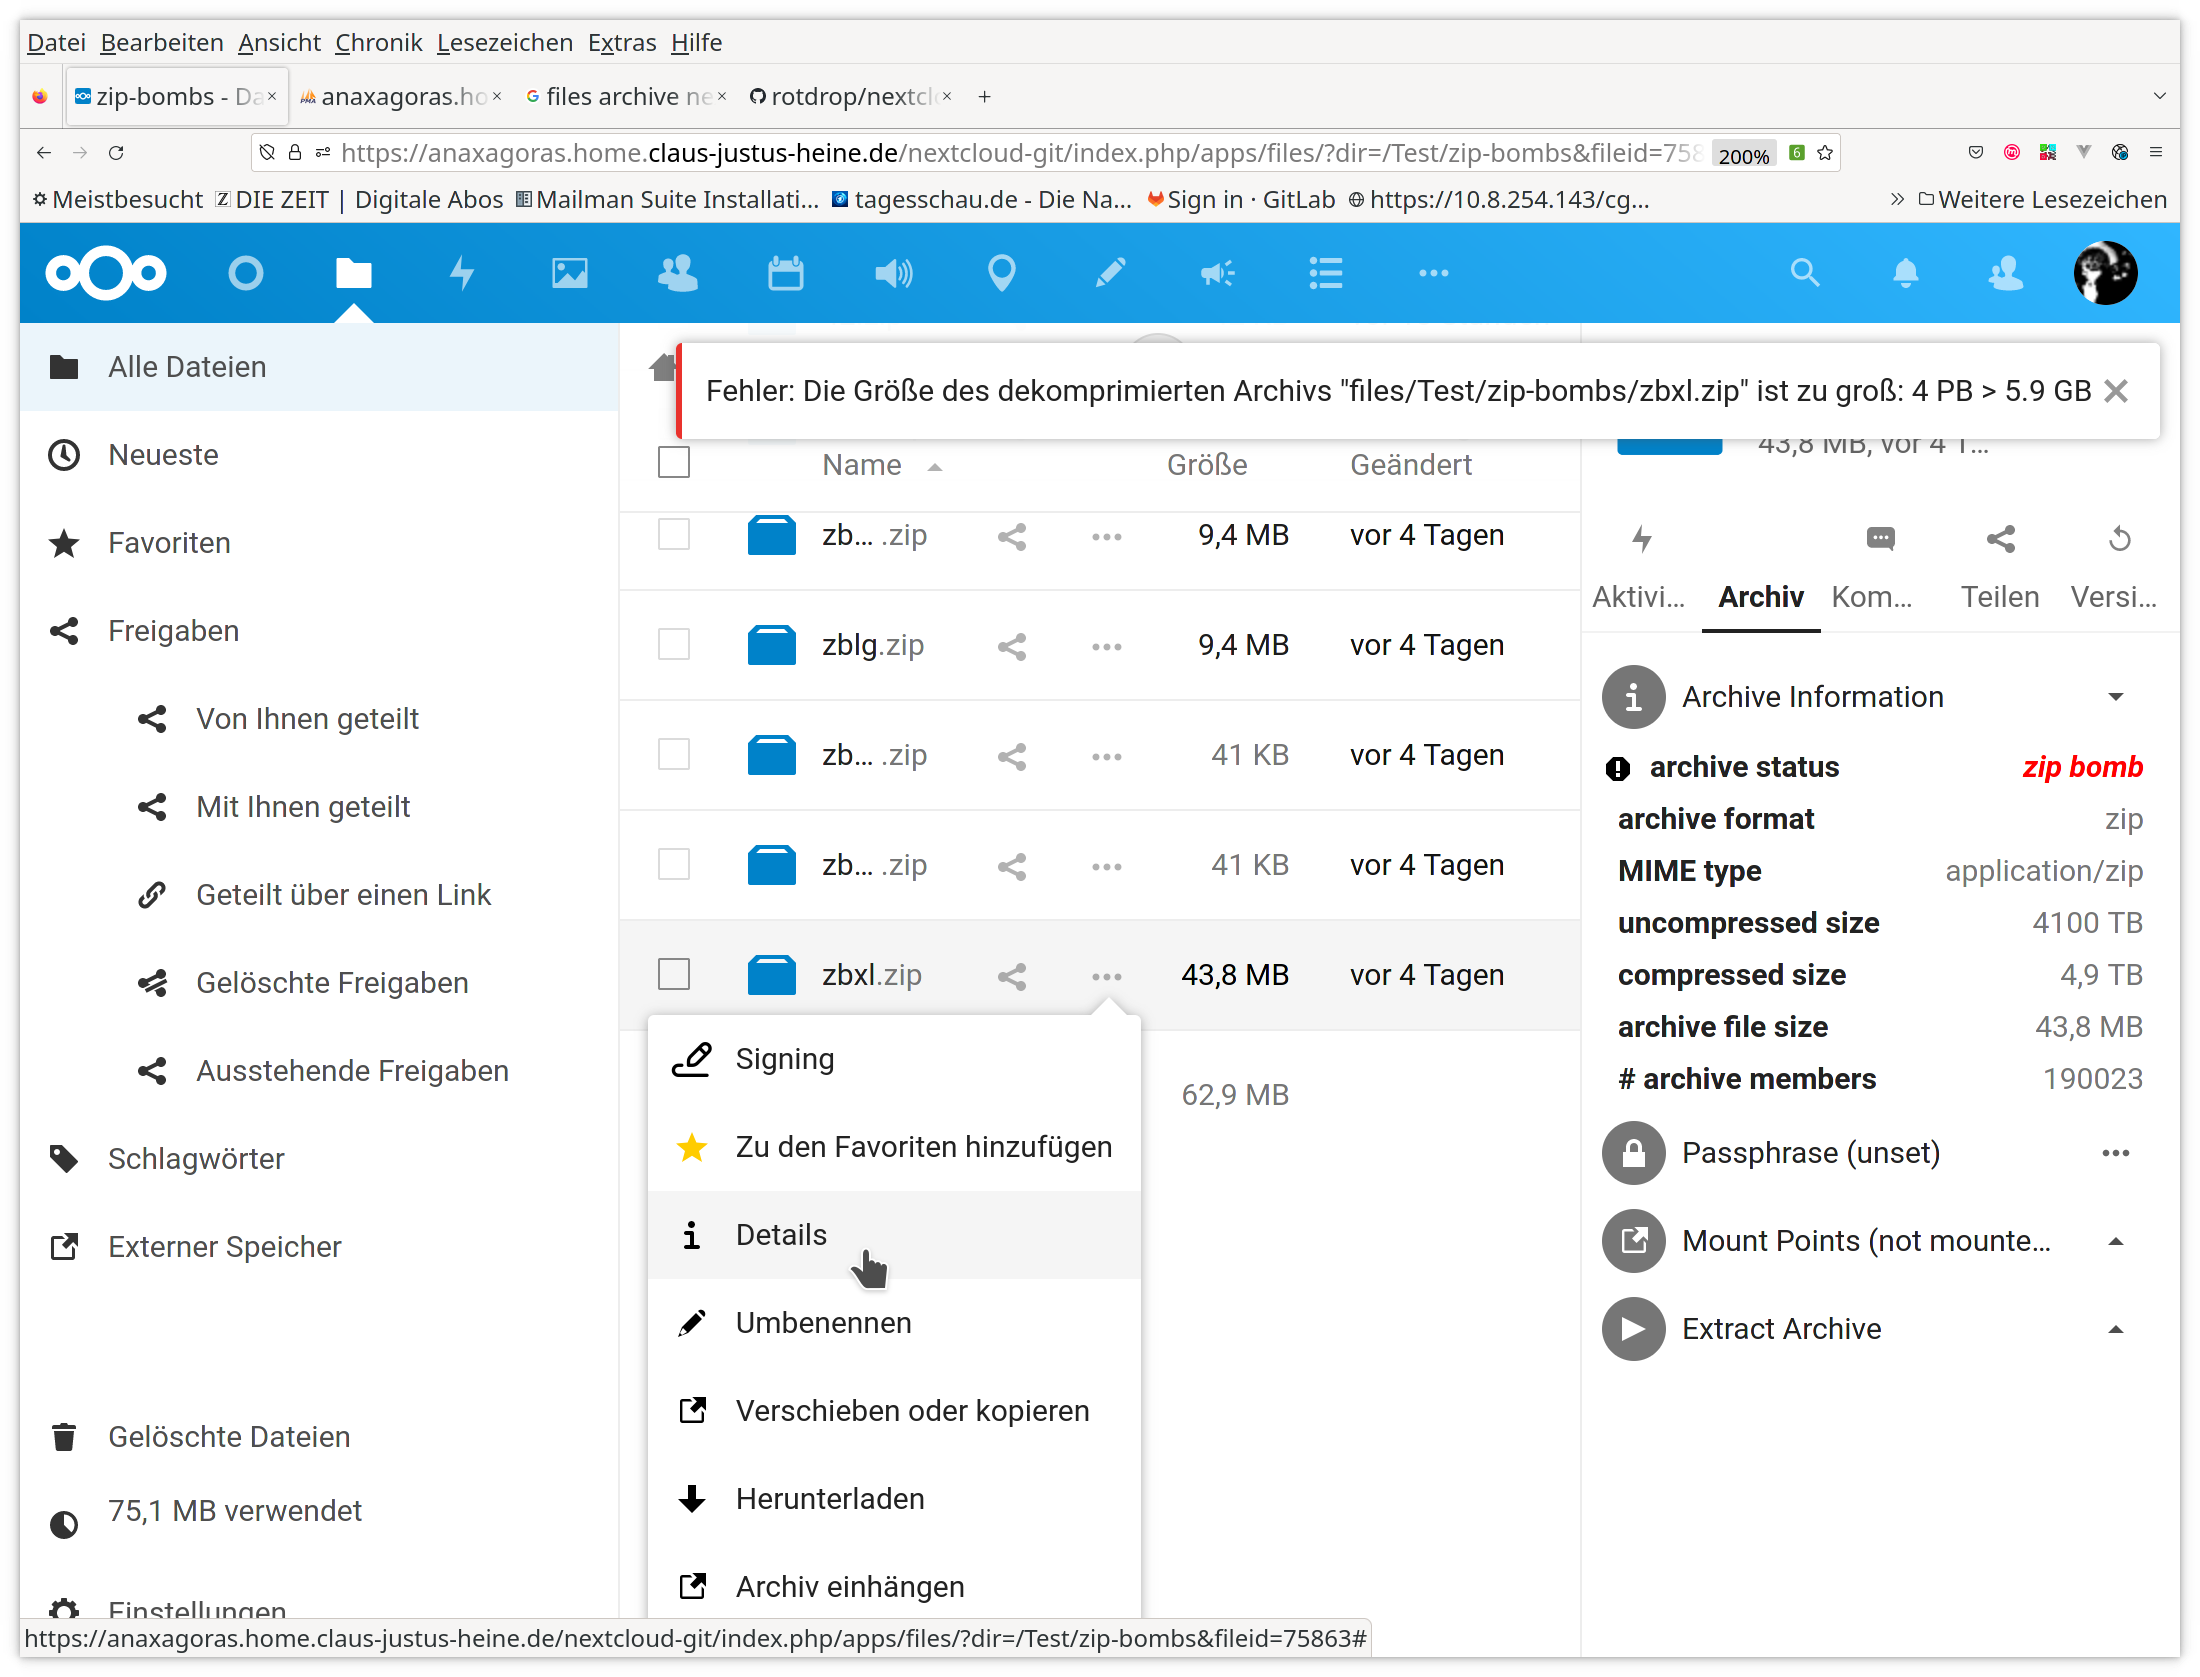 Datei Bearbeiten Ansicht Chronik Lesezeichen Extras Hilfe
zip-bombs - Da anaxagoras.ho files archive ne rotdrop/nextcl
https://anaxagoras.home.claus-justus-heine.de/nextcloud-git/index.php/apps/files/?dir=/Test/zip-bombs&fileid=758 200% 6
Meistbesucht DIE ZEIT | Digitale Abos Mailman Suite Installati... tagesschau.de - Die Na... Sign in · GitLab https://10.8.254.143/cg... Weitere Lesezeichen
Fehler: Die Größe des dekomprimierten Archivs "files/Test/zip-bombs/zbxl.zip" ist zu groß: 4 PB > 5.9 GB
Alle Dateien
Neueste
Favoriten
Freigaben
Von Ihnen geteilt
Mit Ihnen geteilt
Geteilt über einen Link
Gelöschte Freigaben
Ausstehende Freigaben
Schlagwörter
Externer Speicher
Gelöschte Dateien
75,1 MB verwendet
Einstellungen
Name Größe Geändert
zb... .zip 9,4 MB vor 4 Tagen
zblg.zip 9,4 MB vor 4 Tagen
zb... .zip 41 KB vor 4 Tagen
zb... .zip 41 KB vor 4 Tagen
zbxl.zip 43,8 MB vor 4 Tagen
62,9 MB
Signing
Zu den Favoriten hinzufügen
Details
Umbenennen
Verschieben oder kopieren
Herunterladen
Archiv einhängen
43,8 MB, vor 4 T...
Aktivi... Archiv Kom... Teilen Versi...
Archive Information
archive status zip bomb
archive format zip
MIME type application/zip
uncompressed size 4100 TB
compressed size 4,9 TB
archive file size 43,8 MB
# archive members 190023
Passphrase (unset)
Mount Points (not mounte...
Extract Archive
https://anaxagoras.home.claus-justus-heine.de/nextcloud-git/index.php/apps/files/?dir=/Test/zip-bombs&fileid=75863#